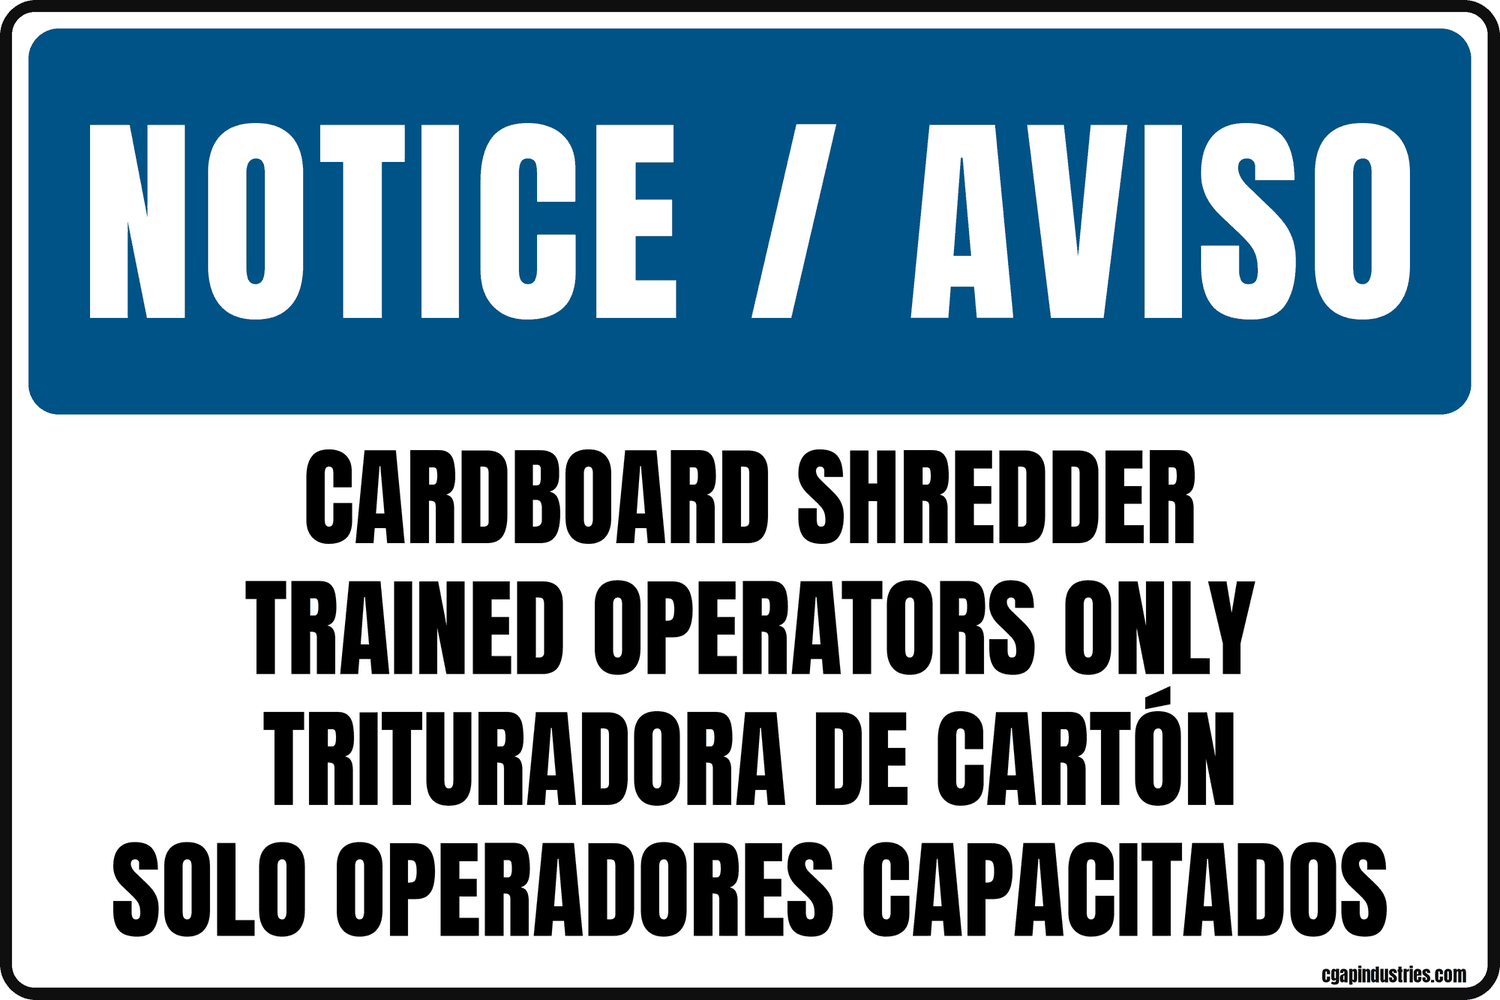 NOTICE / AVISO
CARDBOARD SHREDDER
TRAINED OPERATORS ONLY
TRITURADORA DE CARTÓN
SOLO OPERADORES CAPACITADOS
cgapindustries.com